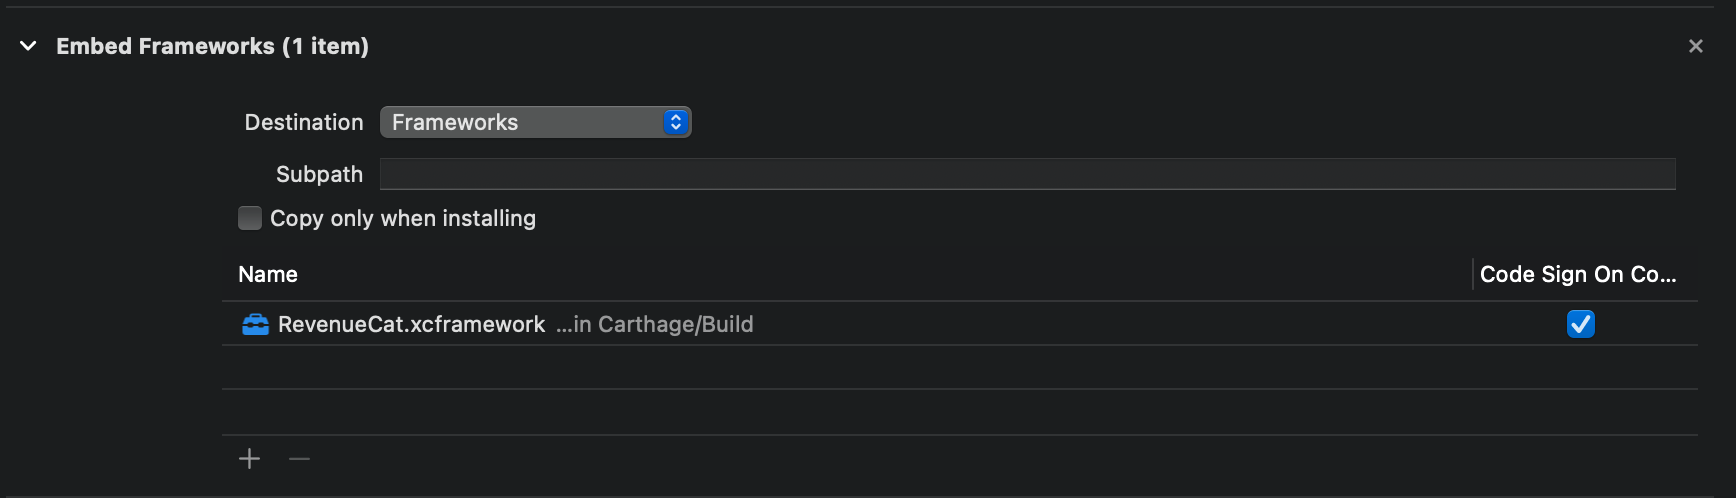 Embed Frameworks (1 item)
Destination Frameworks
Subpath
Copy only when installing
Name Code Sign On Co...
RevenueCat.xcframework ...in Carthage/Build